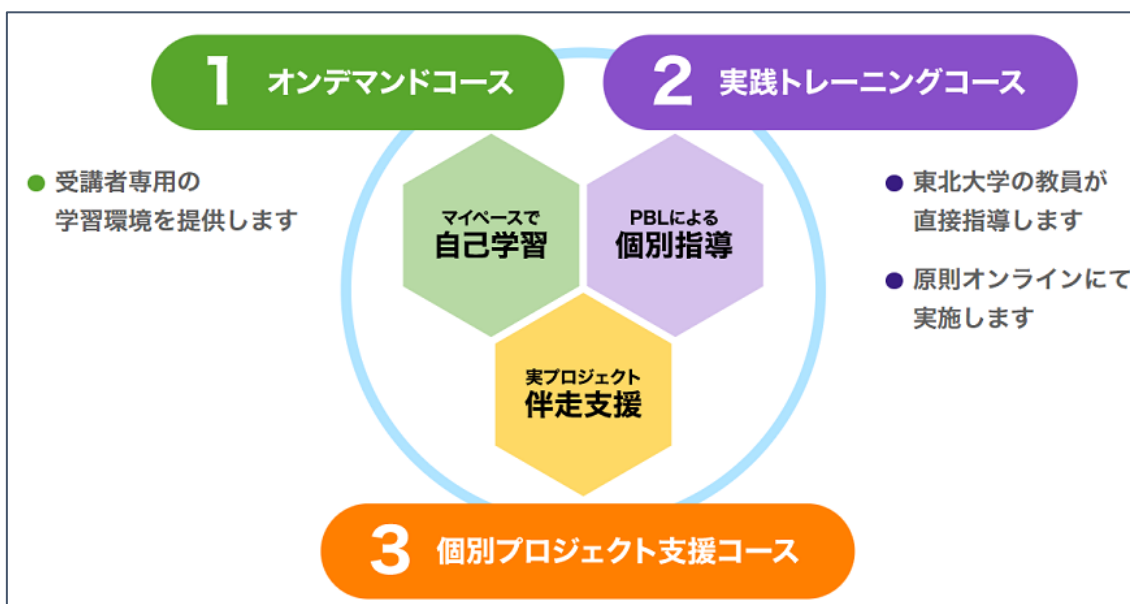 1 オンデマンドコース
2 実践トレーニングコース
● 受講者専用の
学習環境を提供します
マイペースで
自己学習
PBLによる
個別指導
● 東北大学の教員が
直接指導します
● 原則オンラインにて
実施します
実プロジェクト
伴走支援
3 個別プロジェクト支援コース